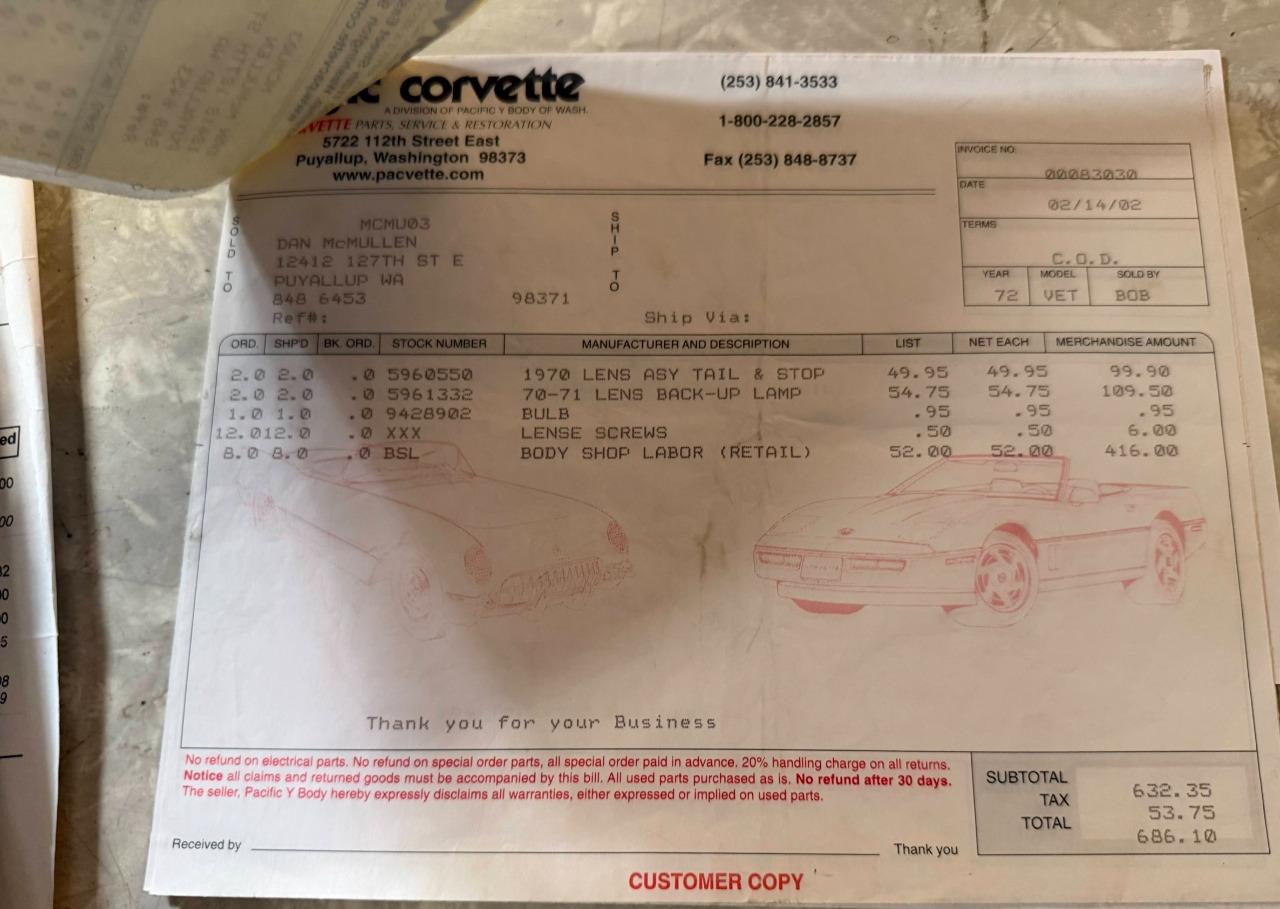 corvette
A DIVISION OF PACIFIC Y BODY OF WASH.
PARTS, SERVICE & RESTORATION
5722 112th Street East
Puyallup, Washington 98373
www.pacvette.com
(253) 841-3533
1-800-228-2857
Fax (253) 848-8737
INVOICE NO.
00083030
DATE
02/14/02
TERMS
C.O.D.
YEAR MODEL SOLD BY
72 VET BOB
SOLD TO
MCMU03
DAN McMULLEN
12412 127TH ST E
PUYALLUP WA
848 6453 98371
Ref#:
SHIP TO
Ship Via:
ORD. SHP'D BK. ORD. STOCK NUMBER MANUFACTURER AND DESCRIPTION LIST NET EACH MERCHANDISE AMOUNT
2.0 2.0 .0 5960550 1970 LENS ASY TAIL & STOP 49.95 49.95 99.90
2.0 2.0 .0 5961332 70-71 LENS BACK-UP LAMP 54.75 54.75 109.50
1.0 1.0 .0 9428902 BULB .95 .95 .95
12.0 12.0 .0 XXX LENSE SCREWS .50 .50 6.00
8.0 8.0 .0 BSL BODY SHOP LABOR (RETAIL) 52.00 52.00 416.00
Thank you for your Business
No refund on electrical parts. No refund on special order parts, all special order paid in advance. 20% handling charge on all returns.
Notice all claims and returned goods must be accompanied by this bill. All used parts purchased as is. No refund after 30 days.
The seller, Pacific Y Body hereby expressly disclaims all warranties, either expressed or implied on used parts.
SUBTOTAL 632.35
TAX 53.75
TOTAL 686.10
Received by Thank you
CUSTOMER COPY